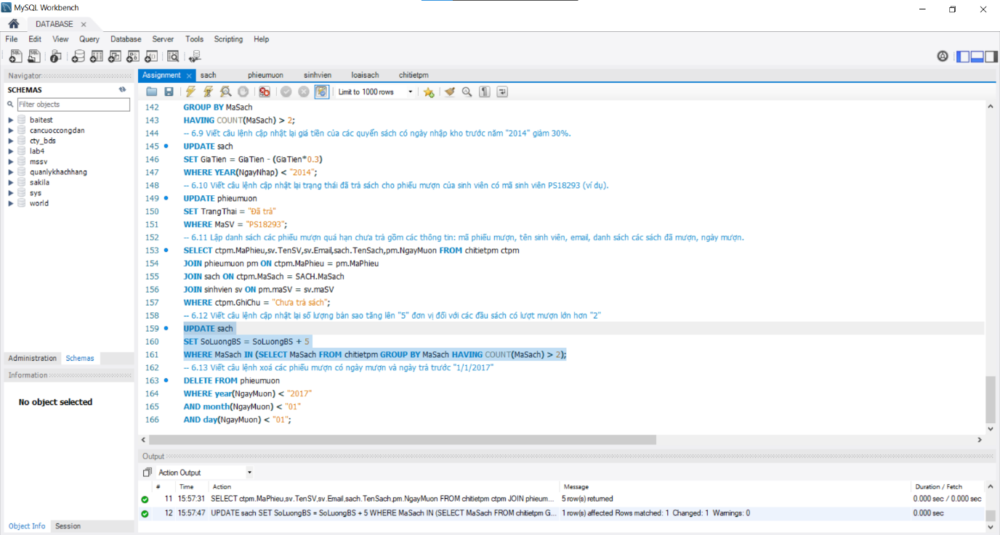 MySQL Workbench
DATABASE
File Edit View Query Database Server Tools Scripting Help
Navigator
SCHEMAS
Filter objects
baitest
cancuoccongdan
cty_bds
lab4
mssv
quanlykhachhang
sakila
sys
world
Administration Schemas
Information
No object selected
Object Info Session
Assignment sach phieumuon sinhvien loaisach chitietpm
Limit to 1000 rows
142 GROUP BY MaSach
143 HAVING COUNT(MaSach) > 2;
144 -- 6.9 Viết câu lệnh cập nhật lại giá tiền của các quyển sách có ngày nhập kho trước năm "2014" giảm 30%.
145 UPDATE sach
146 SET GiaTien = GiaTien - (GiaTien*0.3)
147 WHERE YEAR(NgayNhap) < "2014";
148 -- 6.10 Viết câu lệnh cập nhật lại trạng thái đã trả sách cho phiếu mượn của sinh viên có mã sinh viên PS18293 (ví dụ).
149 UPDATE phieumuon
150 SET TrangThai = "Đã trả"
151 WHERE MaSV = "PS18293";
152 -- 6.11 Lập danh sách các phiếu mượn quá hạn chưa trả gồm các thông tin: mã phiếu mượn, tên sinh viên, email, danh sách các sách đã mượn, ngày mượn.
153 SELECT ctpm.MaPhieu,sv.TenSV,sv.Email,sach.TenSach,pm.NgayMuon FROM chitietpm ctpm
154 JOIN phieumuon pm ON ctpm.MaPhieu = pm.MaPhieu
155 JOIN sach ON ctpm.MaSach = SACH.MaSach
156 JOIN sinhvien sv ON pm.maSV = sv.maSV
157 WHERE ctpm.GhiChu = "Chưa trả sách";
158 -- 6.12 Viết câu lệnh cập nhật lại số lượng bản sao tăng lên "5" đơn vị đối với các đầu sách có lượt mượn lớn hơn "2"
159 UPDATE sach
160 SET SoLuongBS = SoLuongBS + 5
161 WHERE MaSach IN (SELECT MaSach FROM chitietpm GROUP BY MaSach HAVING COUNT(MaSach) > 2);
162 -- 6.13 Viết câu lệnh xoá các phiếu mượn có ngày mượn và ngày trả trước "1/1/2017"
163 DELETE FROM phieumuon
164 WHERE year(NgayMuon) < "2017"
165 AND month(NgayMuon) < "01"
166 AND day(NgayMuon) < "01";
Output
Action Output
# Time Action Message Duration / Fetch
11 15:57:31 SELECT ctpm.MaPhieu,sv.TenSV,sv.Email,sach.TenSach,pm.NgayMuon FROM chitietpm ctpm JOIN phieum... 5 row(s) returned 0.000 sec / 0.000 sec
12 15:57:47 UPDATE sach SET SoLuongBS = SoLuongBS + 5 WHERE MaSach IN (SELECT MaSach FROM chitietpm G... 1 row(s) affected Rows matched: 1 Changed: 1 Warnings: 0 0.000 sec